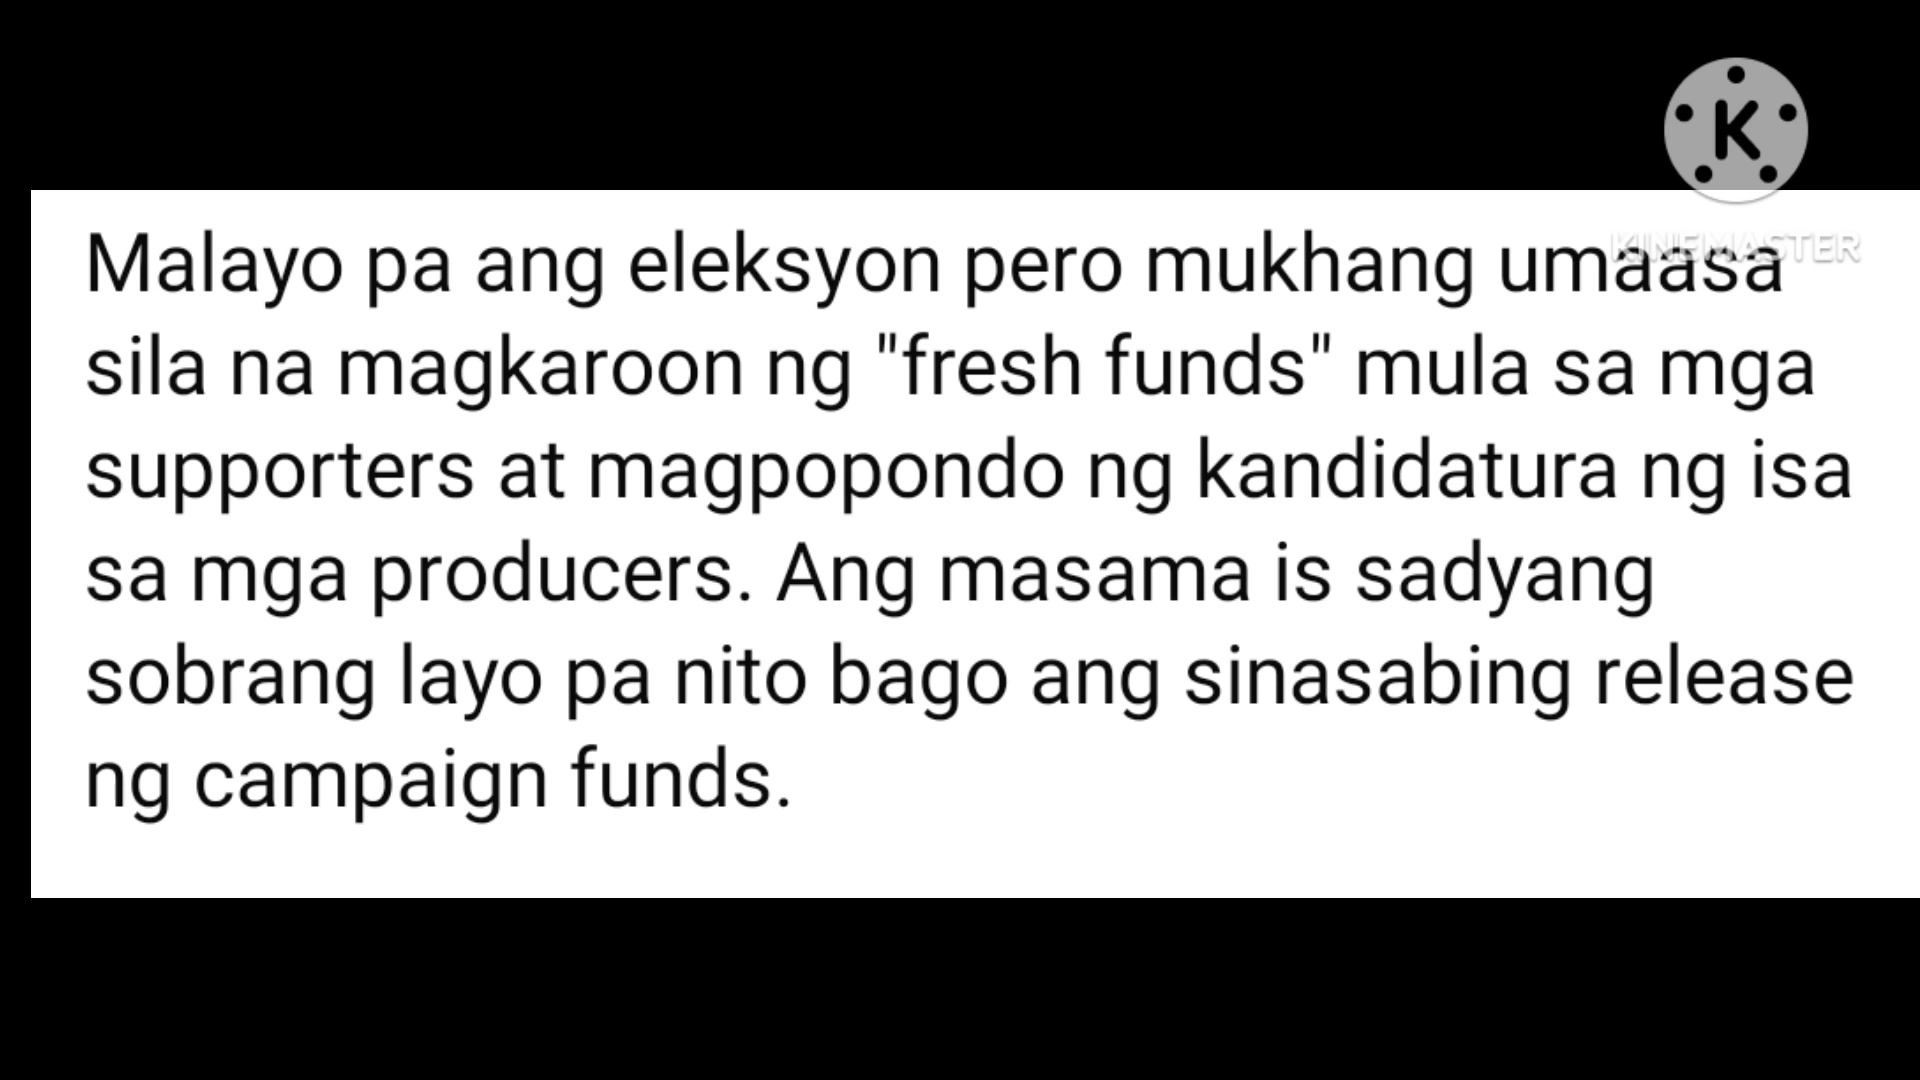 K
KINEMASTER
Malayo pa ang eleksyon pero mukhang umaasa
sila na magkaroon ng "fresh funds" mula sa mga
supporters at magpopondo ng kandidatura ng isa
sa mga producers. Ang masama is sadyang
sobrang layo pa nito bago ang sinasabing release
ng campaign funds.